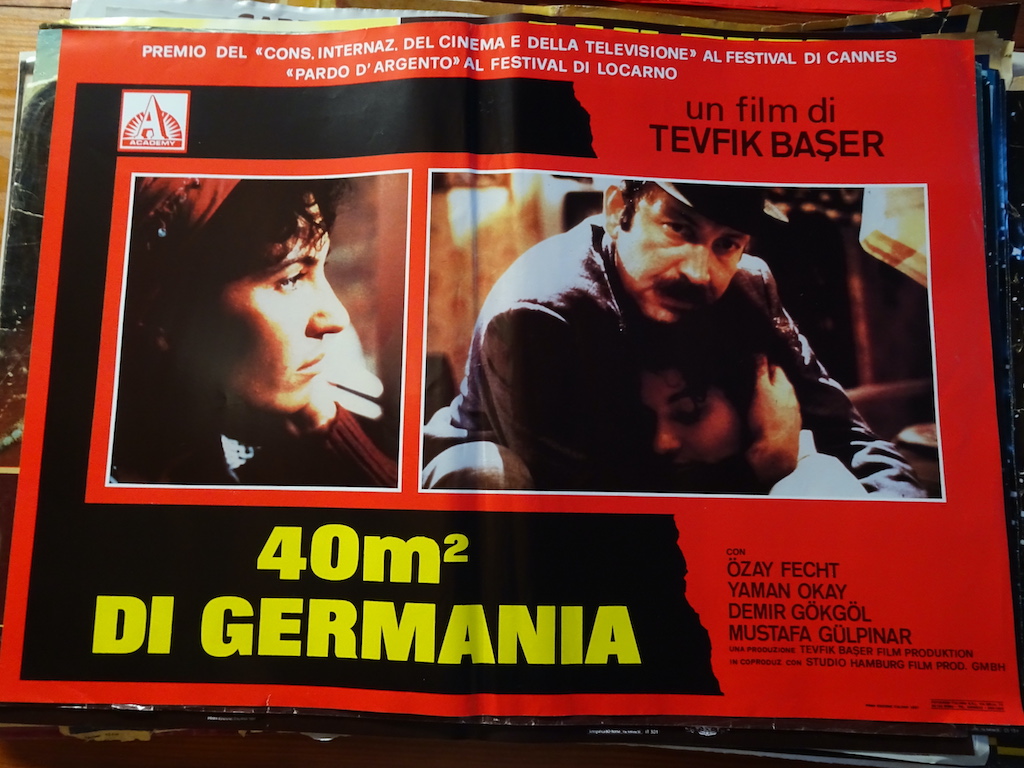 PREMIO DEL «CONS. INTERNAZ. DEL CINEMA E DELLA TELEVISIONE» AL FESTIVAL DI CANNES
«PARDO D'ARGENTO» AL FESTIVAL DI LOCARNO
A
ACADEMY
un film di
TEVFIK BAŞER
40m²
DI GERMANIA
CON
ÖZAY FECHT
YAMAN OKAY
DEMIR GÖKGÖL
MUSTAFA GÜLPINAR
UNA PRODUZIONE TEVFIK BAŞER FILM PRODUKTION
IN COPRODUZ. CON STUDIO HAMBURG FILM PROD. GMBH